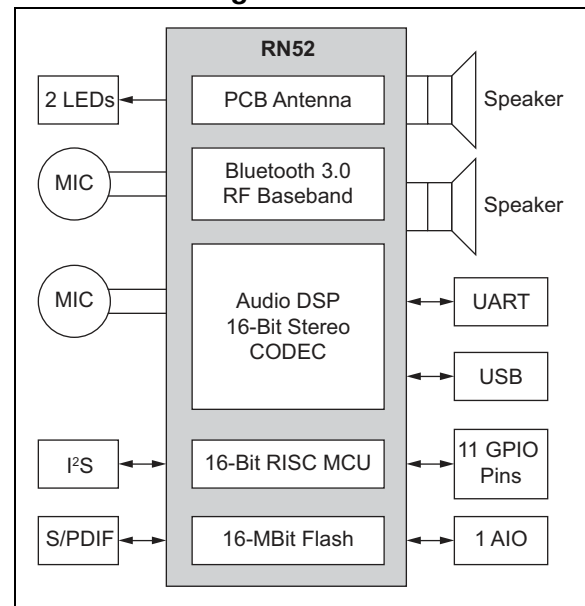 RN52
2 LEDs
PCB Antenna
Speaker
MIC
Bluetooth 3.0
RF Baseband
Speaker
MIC
Audio DSP
16-Bit Stereo
CODEC
UART
USB
I²S
16-Bit RISC MCU
11 GPIO
Pins
S/PDIF
16-MBit Flash
1 AIO